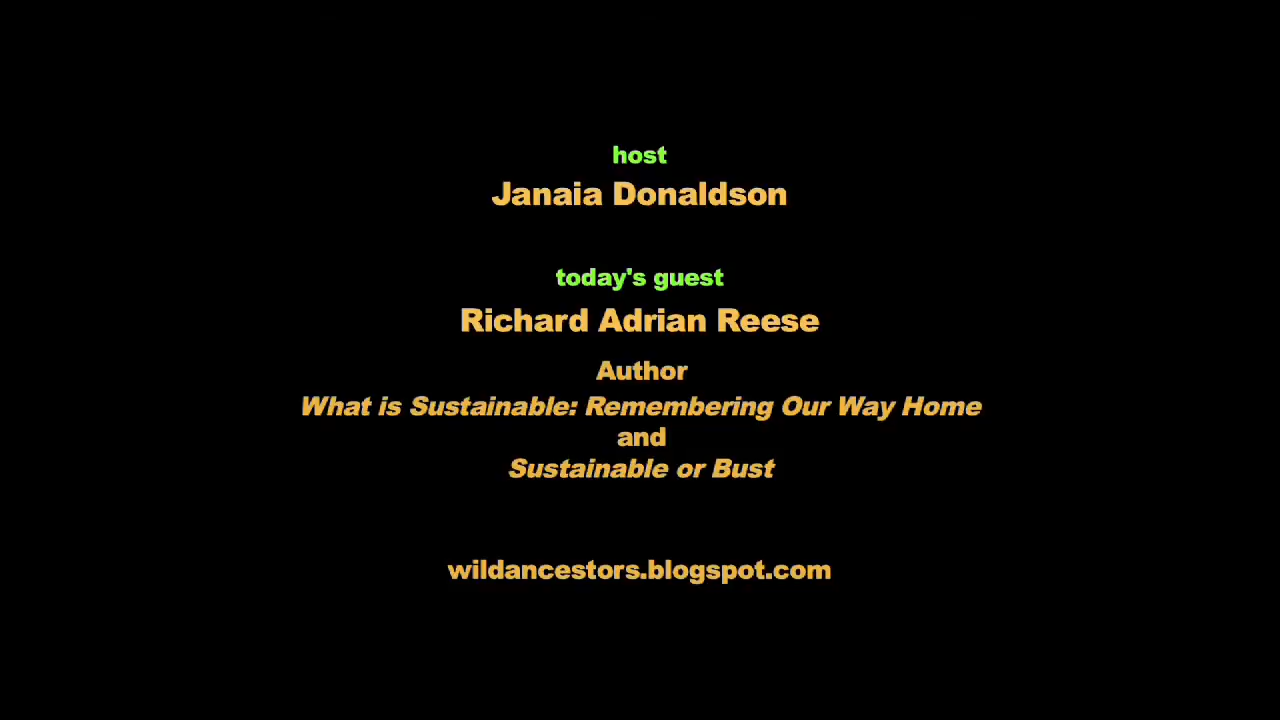 host
Janaia Donaldson
today's guest
Richard Adrian Reese
Author
What is Sustainable: Remembering Our Way Home
and
Sustainable or Bust
wildancestors.blogspot.com